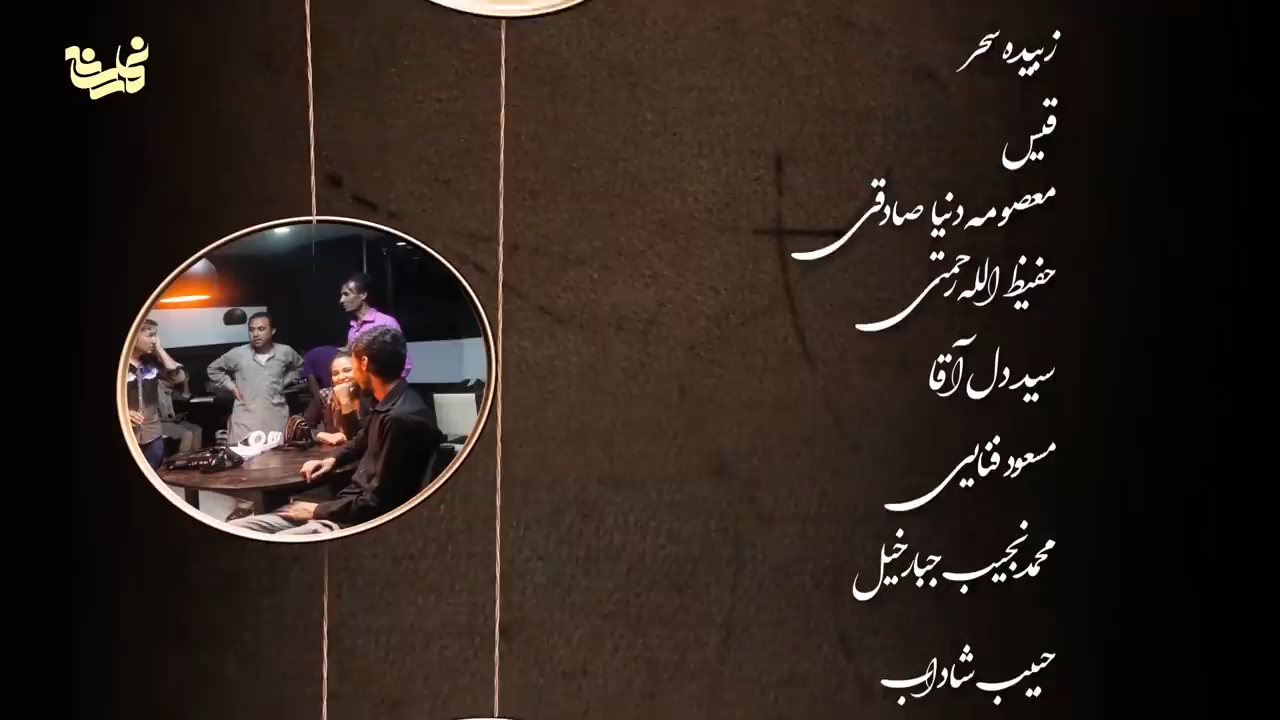 زبیده سحر
قیس
معصومه دنیا صادقی
حفیظ الله رحمتی
سید دل آقا
مسعود فنایی
محمد نجیب جبارخیل
حبیب شاداب